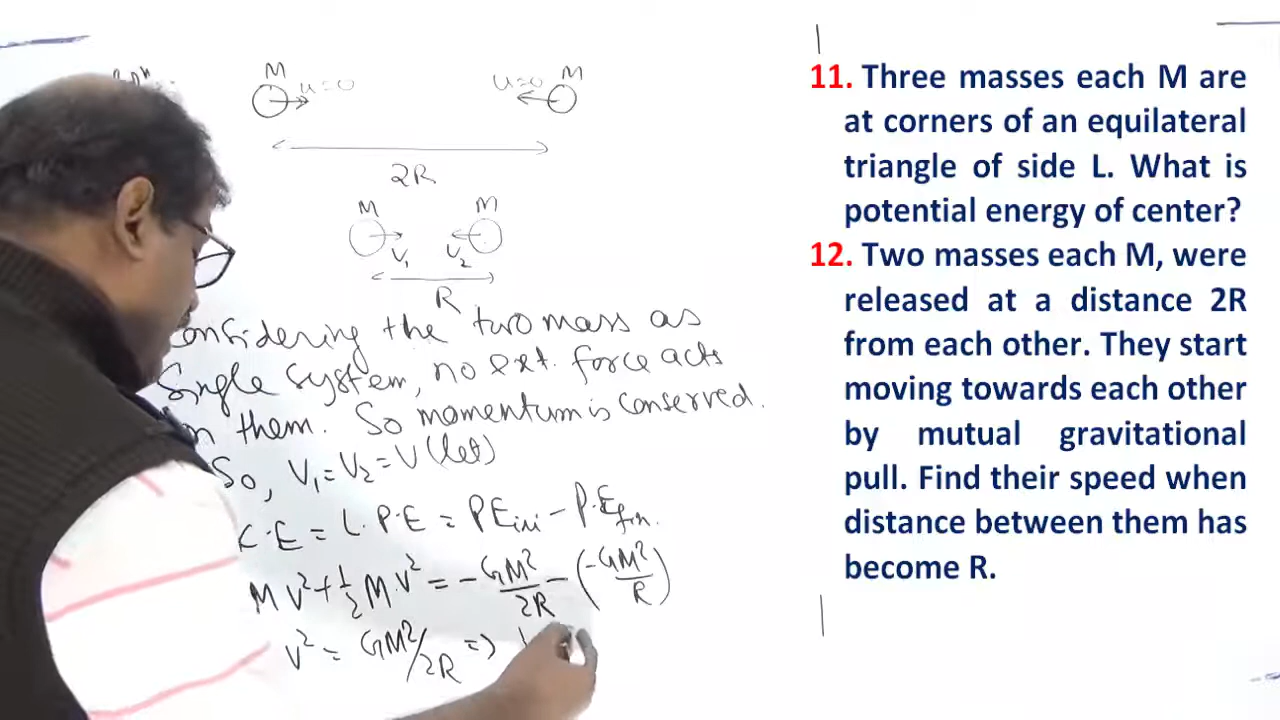 M u=0 u=0 M
2R
M M
V₁ V₂
R
onsidering the two mass as
Single system, no ext. force acts
n them. So momentum is conserved.
So, V₁=V₂=V (let)
K.E = L.P.E = PEini – P.Efin.
MV²+½M.V² = -GM²/2R - (-GM²/R)
V² = GM²/2R =>
11. Three masses each M are
at corners of an equilateral
triangle of side L. What is
potential energy of center?
12. Two masses each M, were
released at a distance 2R
from each other. They start
moving towards each other
by mutual gravitational
pull. Find their speed when
distance between them has
become R.